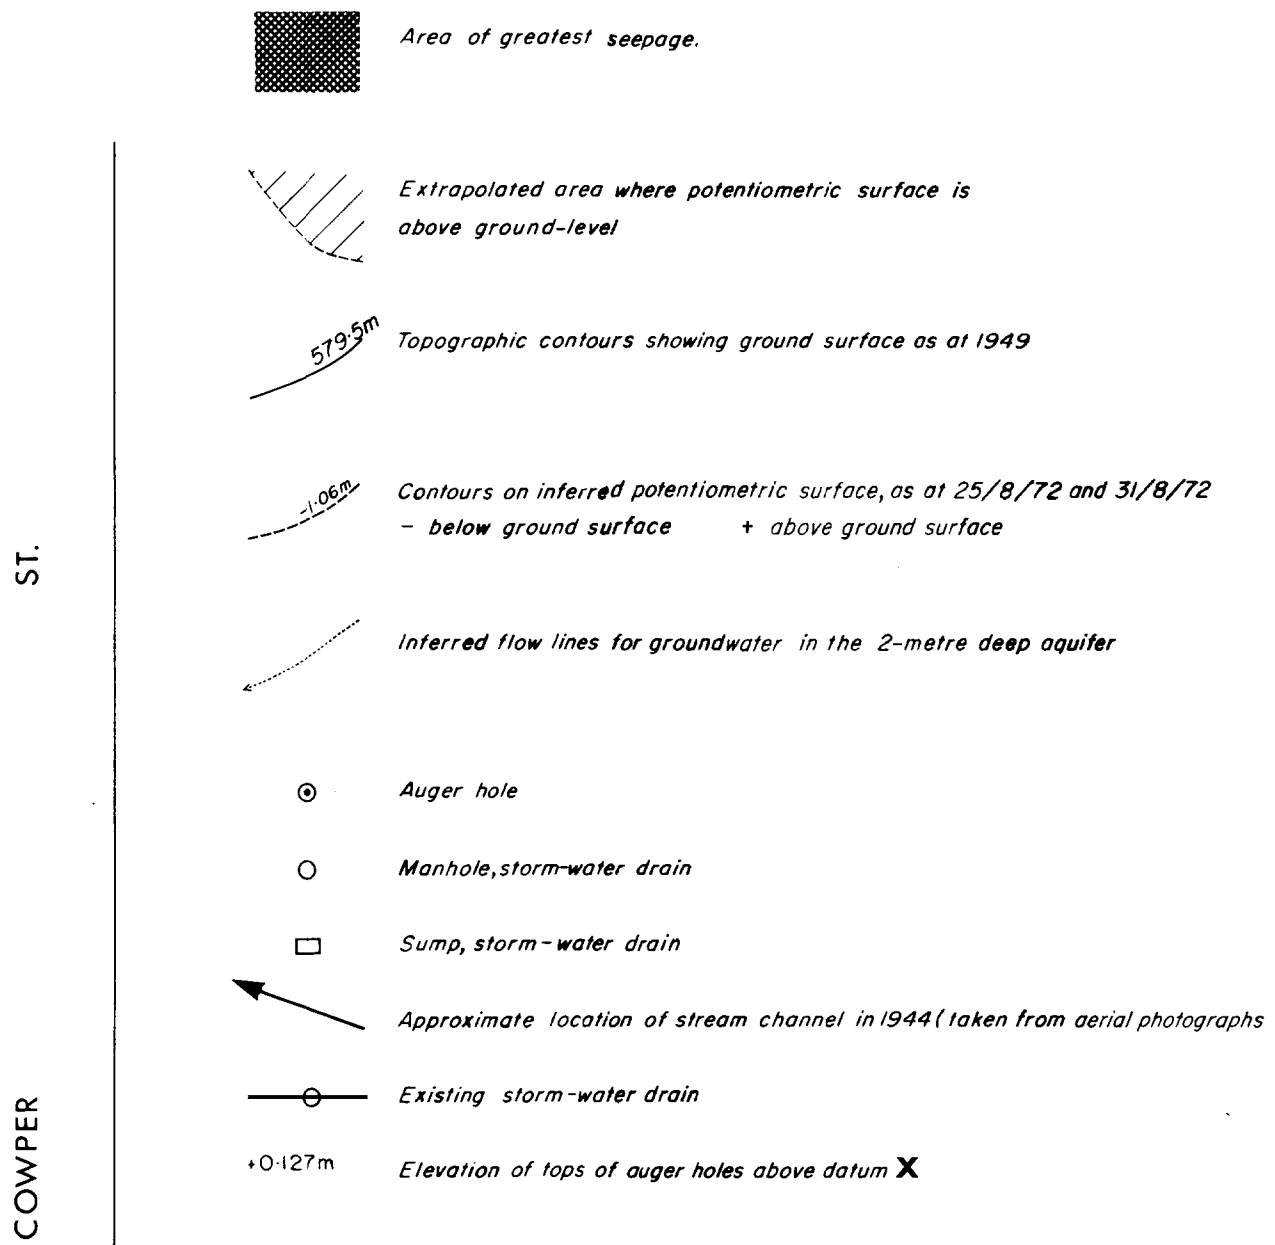 Area of greatest seepage.
Extrapolated area where potentiometric surface is
above ground-level
579·5m
Topographic contours showing ground surface as at 1949
-1·06m
Contours on inferred potentiometric surface, as at 25/8/72 and 31/8/72
- below ground surface + above ground surface
Inferred flow lines for groundwater in the 2-metre deep aquifer
Auger hole
Manhole, storm-water drain
Sump, storm-water drain
Approximate location of stream channel in 1944 (taken from aerial photographs
Existing storm-water drain
+0·127m
Elevation of tops of auger holes above datum X
COWPER ST.